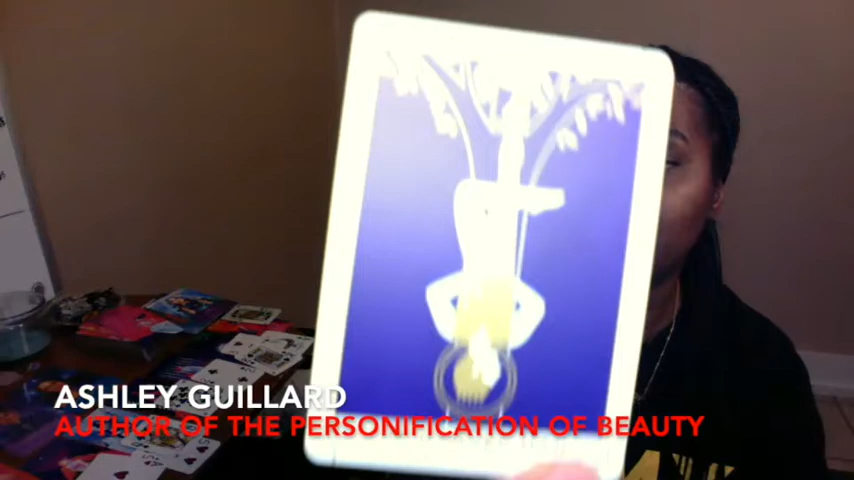 ASHLEY GUILLARD
AUTHOR OF THE PERSONIFICATION OF BEAUTY